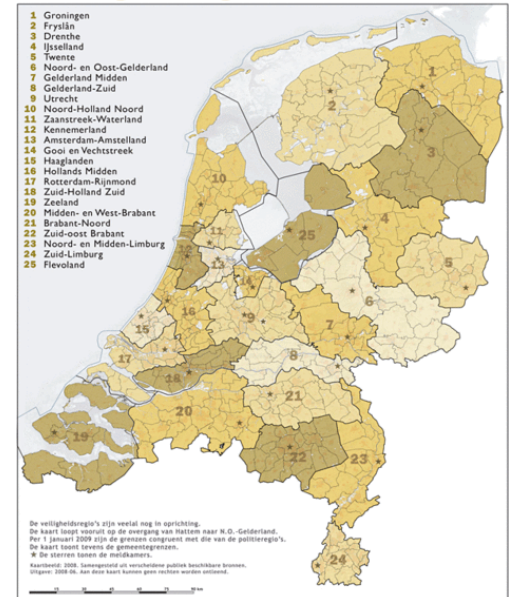 1 Groningen
2 Fryslân
3 Drenthe
4 IJsselland
5 Twente
6 Noord- en Oost-Gelderland
7 Gelderland Midden
8 Gelderland-Zuid
9 Utrecht
10 Noord-Holland Noord
11 Zaanstreek-Waterland
12 Kennemerland
13 Amsterdam-Amstelland
14 Gooi en Vechtstreek
15 Haaglanden
16 Hollands Midden
17 Rotterdam-Rijnmond
18 Zuid-Holland Zuid
19 Zeeland
20 Midden- en West-Brabant
21 Brabant-Noord
22 Zuid-oost Brabant
23 Noord- en Midden-Limburg
24 Zuid-Limburg
25 Flevoland
1
2
3
10
4
11
25
12
13
5
14
6
15
16
9
7
17
8
18
21
20
19
22
23
24
De veiligheidsregio's zijn veelal nog in oprichting.
De kaart loopt vooruit op de overgang van Hattem naar N.O.-Gelderland.
Per 1 januari 2009 zijn de grenzen congruent met die van de politieregio's.
De kaart toont tevens de gemeentegrenzen.
★ De sterren tonen de meldkamers.
Kaartbeeld: 2008. Samengesteld uit verscheidene publiek beschikbare bronnen.
Uitgave: 2008-06. Aan deze kaart kunnen geen rechten worden ontleend.